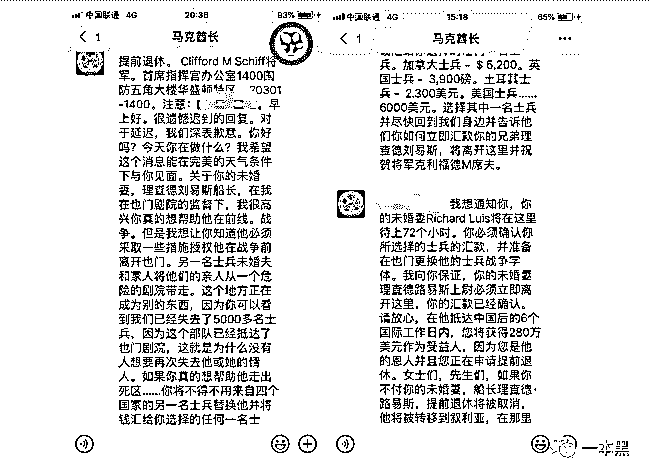 中国联通 4G 20:38 93%
马克酋长
1
提前退休。 Clifford M Schiff将
军。首席指挥官办公室1400国
防五角大楼华盛顿特区 20301
-1400。注意:【 早
上好。很遗憾迟到的回复。对
于延迟,我们深表歉意。你好
吗?今天你在做什么?我希望
这个消息能在完美的天气条件
下与你见面。关于你的未婚
妻,理查德刘易斯船长,在我
在也门剧院的监督下,我很高
兴你真的想帮助他在前线。战
争。但是我想让你知道他必须
采取一些措施授权他在战争前
离开也门。另一名士兵未婚夫
和家人将他们的亲人从一个危
险的剧院带走。这个地方正在
成为别的东西,因为你可以看
到我们已经失去了5000多名士
兵,因为这个部队已经抵达了
也门剧院,这就是为什么没有
人想要再次失去他或她的情
人。如果你真的想帮助他走出
死区......你将不得不用来自四个
国家的另一名士兵替换他并将
钱汇给你选择的任何一名士
中国联通 4G 15:18 65%
马克酋长
1
兵。加拿大士兵 - $ 5,200。英
国士兵 - 3,900磅。土耳其士
兵 - 2.300美元。美国士兵......
6000美元。选择其中一名士兵
并尽快回到我们身边并告诉他
们你如何立即汇款你的兄弟理
查德刘易斯,将离开这里并祝
贺将军克利福德M席夫。
我想通知你,你
的未婚妻Richard Luis将在这里
待上72个小时。你必须确认你
所选择的士兵的汇款,并准备
在也门更换他的士兵战争字
体。我向你保证,你的未婚妻
理查德路易斯上尉必须立即离
开这里,你的汇款已经确认。
请放心。在他抵达中国后的6个
国际工作日内,您将获得280万
美元作为受益人,因为您是他
的恩人并且您正在申请提前退
休。女士们,先生们,如果你
不付你的未婚妻,船长理查德·
路易斯,提前退休将被取消,
他将被转移到叙利亚,在那里